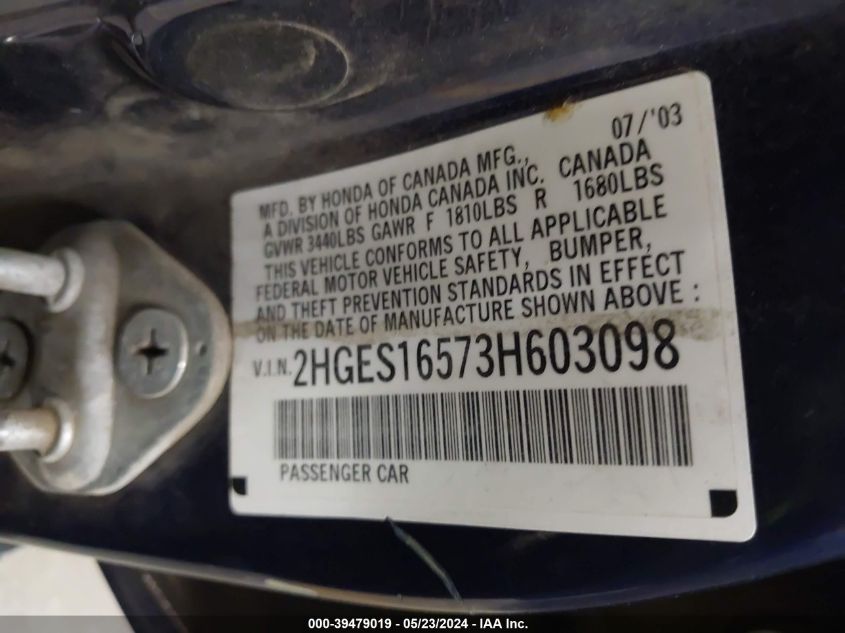 07/'03
MFD. BY HONDA OF CANADA MFG.,
A DIVISION OF HONDA CANADA INC. CANADA
GVWR 3440LBS GAWR F 1810LBS R 1680LBS
THIS VEHICLE CONFORMS TO ALL APPLICABLE
FEDERAL MOTOR VEHICLE SAFETY, BUMPER,
AND THEFT PREVENTION STANDARDS IN EFFECT
ON THE DATE OF MANUFACTURE SHOWN ABOVE :
V.I.N. 2HGES16573H603098
PASSENGER CAR
000-39479019 - 05/23/2024 - IAA Inc.